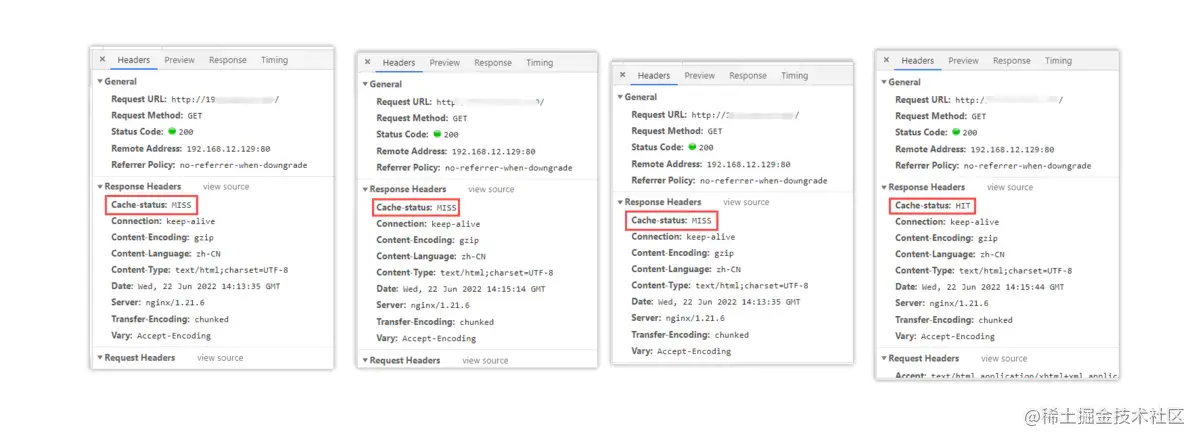 × Headers Preview Response Timing
▼ General
Request URL: http://19 /
Request Method: GET
Status Code: 200
Remote Address: 192.168.12.129:80
Referrer Policy: no-referrer-when-downgrade
▼ Response Headers view source
Cache-status: MISS
Connection: keep-alive
Content-Encoding: gzip
Content-Language: zh-CN
Content-Type: text/html;charset=UTF-8
Date: Wed, 22 Jun 2022 14:13:35 GMT
Server: nginx/1.21.6
Transfer-Encoding: chunked
Vary: Accept-Encoding
▼ Request Headers view source
× Headers Preview Response Timing
▼ General
Request URL: http: /
Request Method: GET
Status Code: 200
Remote Address: 192.168.12.129:80
Referrer Policy: no-referrer-when-downgrade
▼ Response Headers view source
Cache-status: MISS
Connection: keep-alive
Content-Encoding: gzip
Content-Language: zh-CN
Content-Type: text/html;charset=UTF-8
Date: Wed, 22 Jun 2022 14:15:14 GMT
Server: nginx/1.21.6
Transfer-Encoding: chunked
Vary: Accept-Encoding
▼ Request Headers view source
× Headers Preview Response Timing
▼ General
Request URL: http:// /
Request Method: GET
Status Code: 200
Remote Address: 192.168.12.129:80
Referrer Policy: no-referrer-when-downgrade
▼ Response Headers view source
Cache-status: MISS
Connection: keep-alive
Content-Encoding: gzip
Content-Language: zh-CN
Content-Type: text/html;charset=UTF-8
Date: Wed, 22 Jun 2022 14:13:35 GMT
Server: nginx/1.21.6
Transfer-Encoding: chunked
Vary: Accept-Encoding
× Headers Preview Response Timing
▼ General
Request URL: http:/ /
Request Method: GET
Status Code: 200
Remote Address: 192.168.12.129:80
Referrer Policy: no-referrer-when-downgrade
▼ Response Headers view source
Cache-status: HIT
Connection: keep-alive
Content-Encoding: gzip
Content-Language: zh-CN
Content-Type: text/html;charset=UTF-8
Date: Wed, 22 Jun 2022 14:15:44 GMT
Server: nginx/1.21.6
Transfer-Encoding: chunked
Vary: Accept-Encoding
▼ Request Headers view source
Accept: text/html,application/xhtml+xml,applic
@稀土掘金技术社区